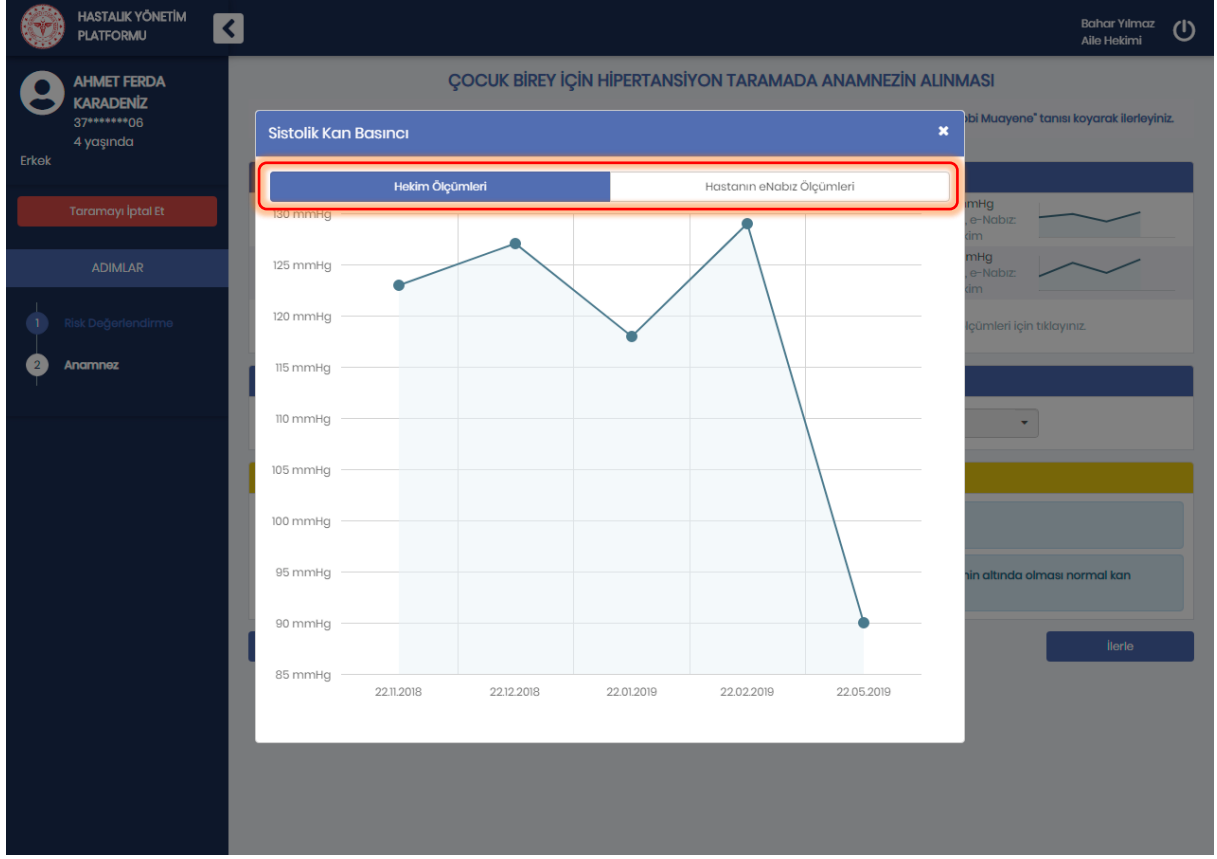 HASTALIK YÖNETİM
PLATFORMU
Bahar Yılmaz
Aile Hekimi
AHMET FERDA
KARADENİZ
37*******06
4 yaşında
Erkek
Taramayı İptal Et
ADIMLAR
1 Risk Değerlendirme
2 Anamnez
ÇOCUK BİREY İÇİN HİPERTANSİYON TARAMADA ANAMNEZİN ALINMASI
Muayene" tanısı koyarak ilerleyiniz.
Sistolik Kan Basıncı
Hekim Ölçümleri
Hastanın eNabız Ölçümleri
130 mmHg
125 mmHg
120 mmHg
115 mmHg
110 mmHg
105 mmHg
100 mmHg
95 mmHg
90 mmHg
85 mmHg
22.11.2018
22.12.2018
22.01.2019
22.02.2019
22.05.2019
mHg
, e-Nabız:
kim
mHg
, e-Nabız:
kim
lçümleri için tıklayınız.
nin altında olması normal kan
İlerle